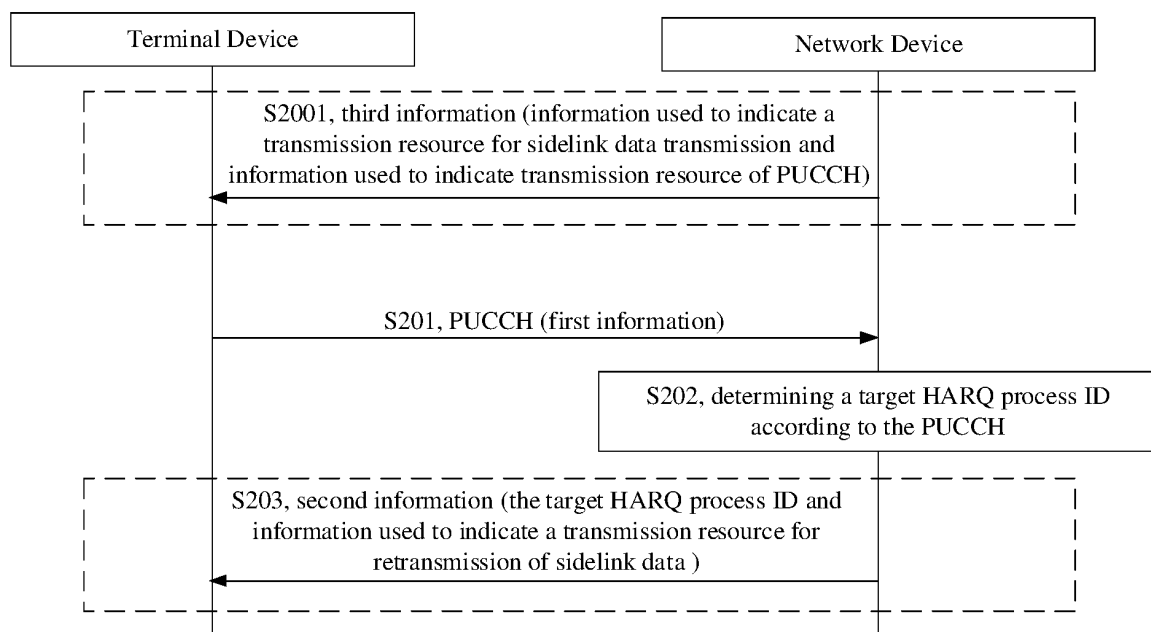 Terminal Device
Network Device
S2001, third information (information used to indicate a
transmission resource for sidelink data transmission and
information used to indicate transmission resource of PUCCH)
S201, PUCCH (first information)
S202, determining a target HARQ process ID
according to the PUCCH
S203, second information (the target HARQ process ID and
information used to indicate a transmission resource for
retransmission of sidelink data )